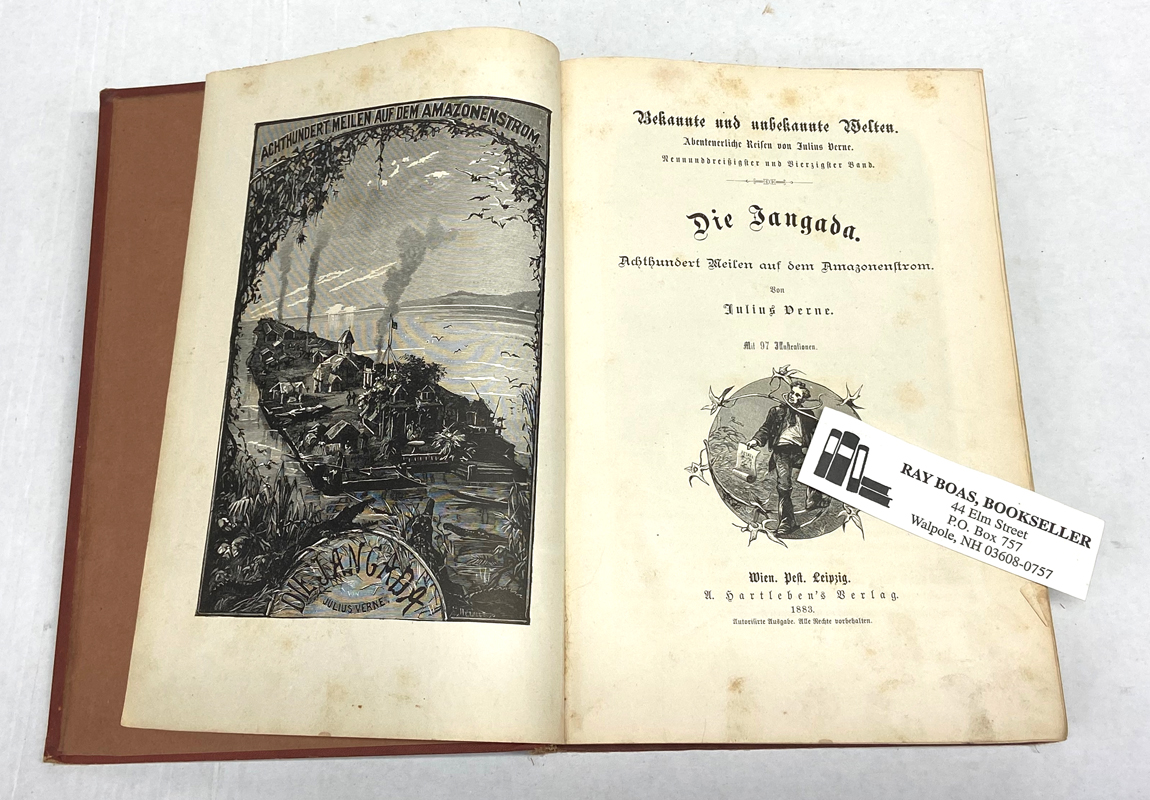 ACHTHUNDERT MEILEN AUF DEM AMAZONENSTROM.
DIE JANGADA
VON
JULIUS VERNE.
Bekannte und unbekannte Welten.
Abenteuerliche Reisen von Julius Verne.
Neununddreißigster und Vierzigster Band.
Die Jangada.
Achthundert Meilen auf dem Amazonenstrom.
Von
Julius Verne.
Mit 97 Illustrationen.
RAY BOAS, BOOKSELLER
44 Elm Street
P.O. Box 757
Walpole, NH 03608-0757
Wien. Pest. Leipzig.
A. Hartleben's Verlag.
1883.
Autorisirte Ausgabe. Alle Rechte vorbehalten.